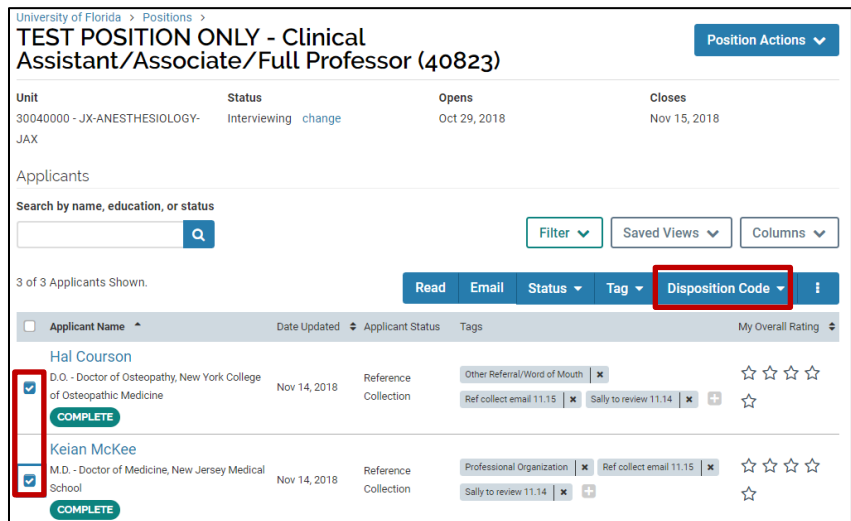 University of Florida > Positions >
TEST POSITION ONLY - Clinical
Assistant/Associate/Full Professor (40823)
Position Actions
Unit
Status
Opens
Closes
30040000 - JX-ANESTHESIOLOGY-
JAX
Interviewing change
Oct 29, 2018
Nov 15, 2018
Applicants
Search by name, education, or status
Filter
Saved Views
Columns
3 of 3 Applicants Shown.
Read
Email
Status
Tag
Disposition Code
Applicant Name
Date Updated
Applicant Status
Tags
My Overall Rating
Hal Courson
D.O. - Doctor of Osteopathy, New York College
of Osteopathic Medicine
COMPLETE
Nov 14, 2018
Reference
Collection
Other Referral/Word of Mouth x
Ref collect email 11.15 x Sally to review 11.14 x
Keian McKee
M.D. - Doctor of Medicine, New Jersey Medical
School
COMPLETE
Nov 14, 2018
Reference
Collection
Professional Organization x Ref collect email 11.15 x
Sally to review 11.14 x